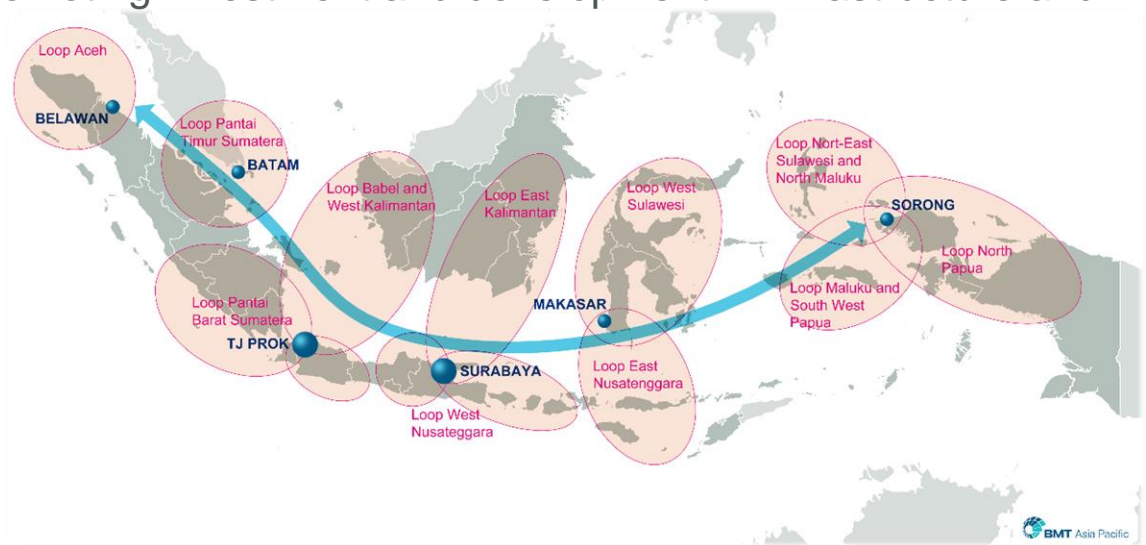 Loop Aceh
BELAWAN
Loop Pantai
Timur Sumatera
BATAM
Loop Babel and
West Kalimantan
Loop East
Kalimantan
Loop West
Sulawesi
Loop Nort-East
Sulawesi and
North Maluku
SORONG
Loop North
Papua
Loop Maluku and
South West
Papua
MAKASAR
Loop Pantai
Barat Sumatera
TJ PROK
SURABAYA
Loop East
Nusatenggara
Loop West
Nusateggara
BMT Asia Pacific